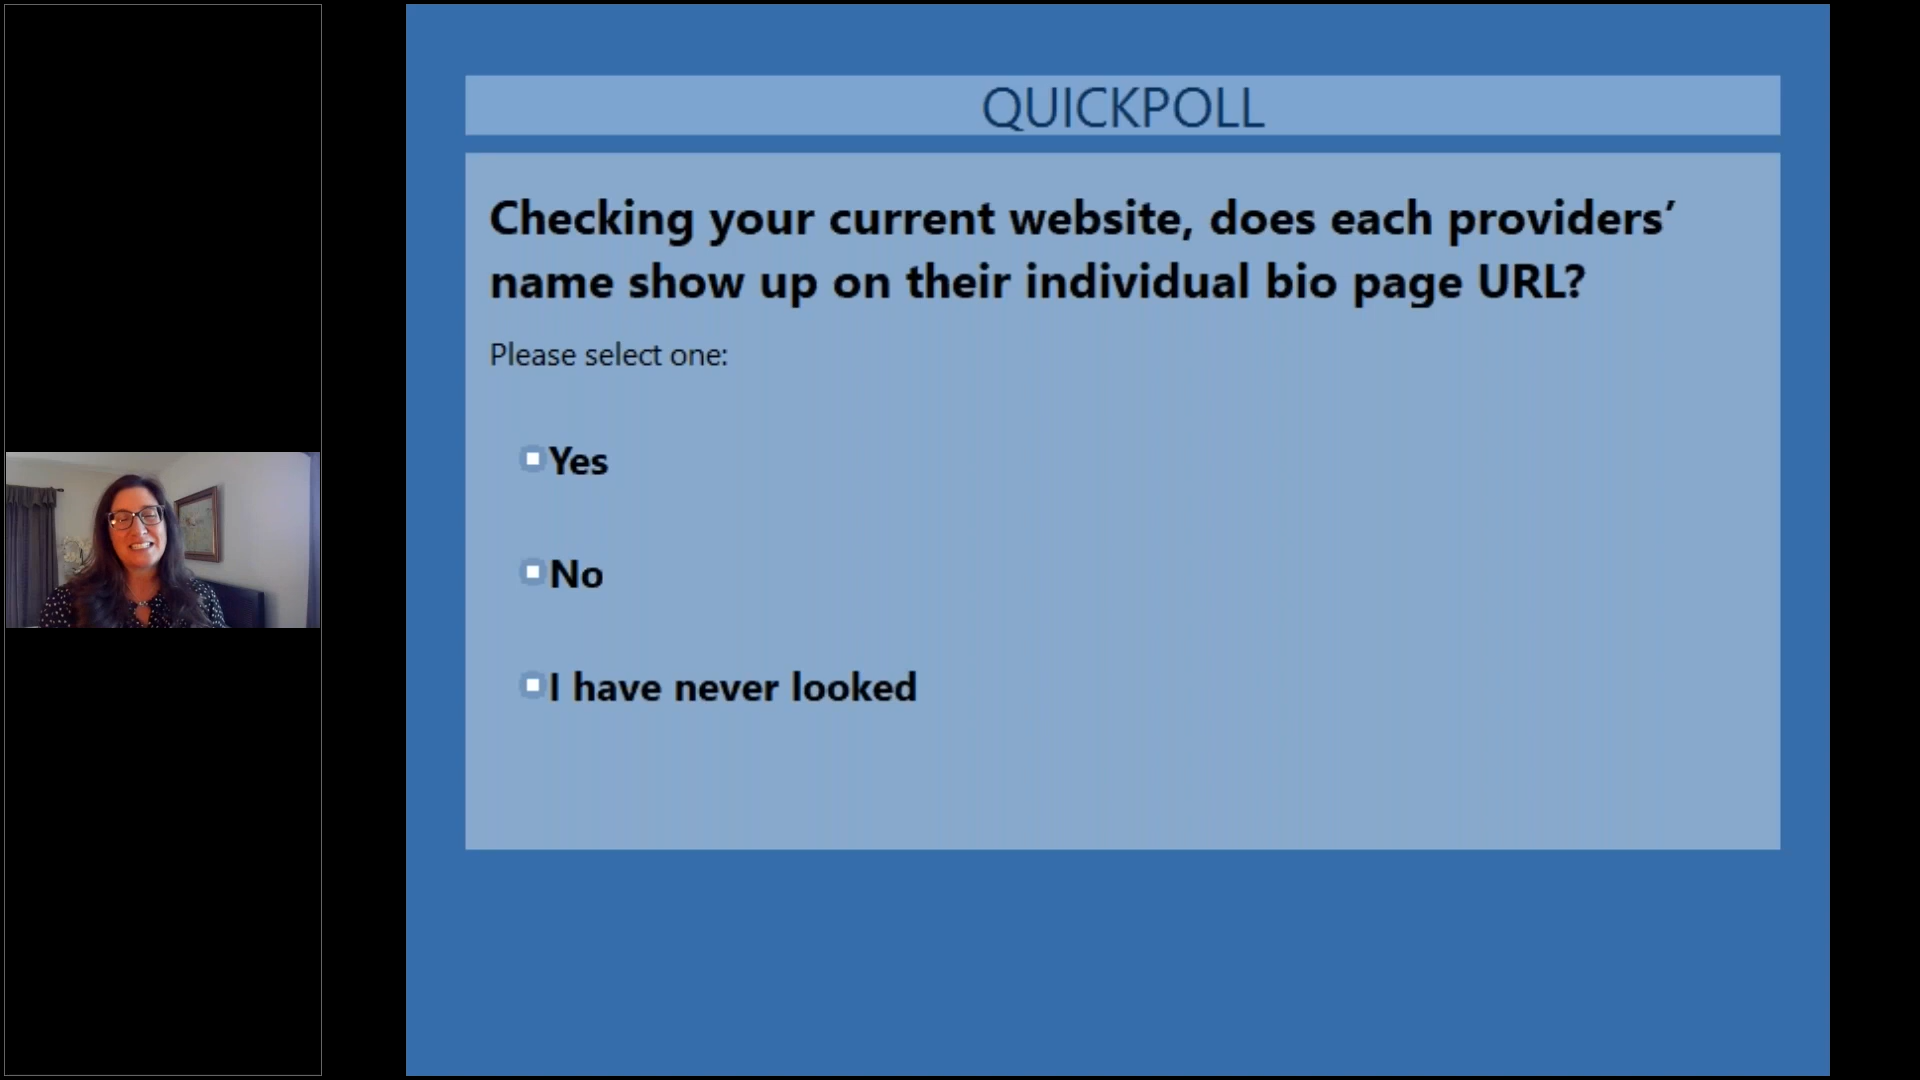 QUICKPOLL
Checking your current website, does each providers’
name show up on their individual bio page URL?
Please select one:
Yes
No
I have never looked